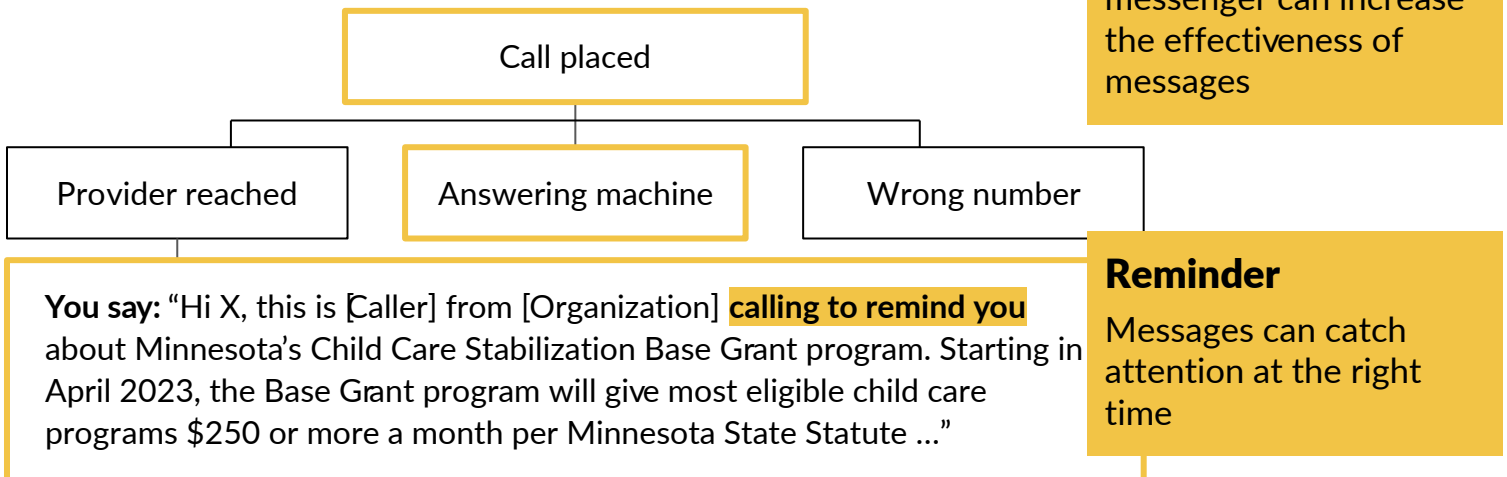 messenger can increase
the effectiveness of
messages
Call placed
Provider reached
Answering machine
Wrong number
You say: “Hi X, this is [Caller] from [Organization] calling to remind you
about Minnesota’s Child Care Stabilization Base Grant program. Starting in
April 2023, the Base Grant program will give most eligible child care
programs $250 or more a month per Minnesota State Statute …”
Reminder
Messages can catch
attention at the right
time